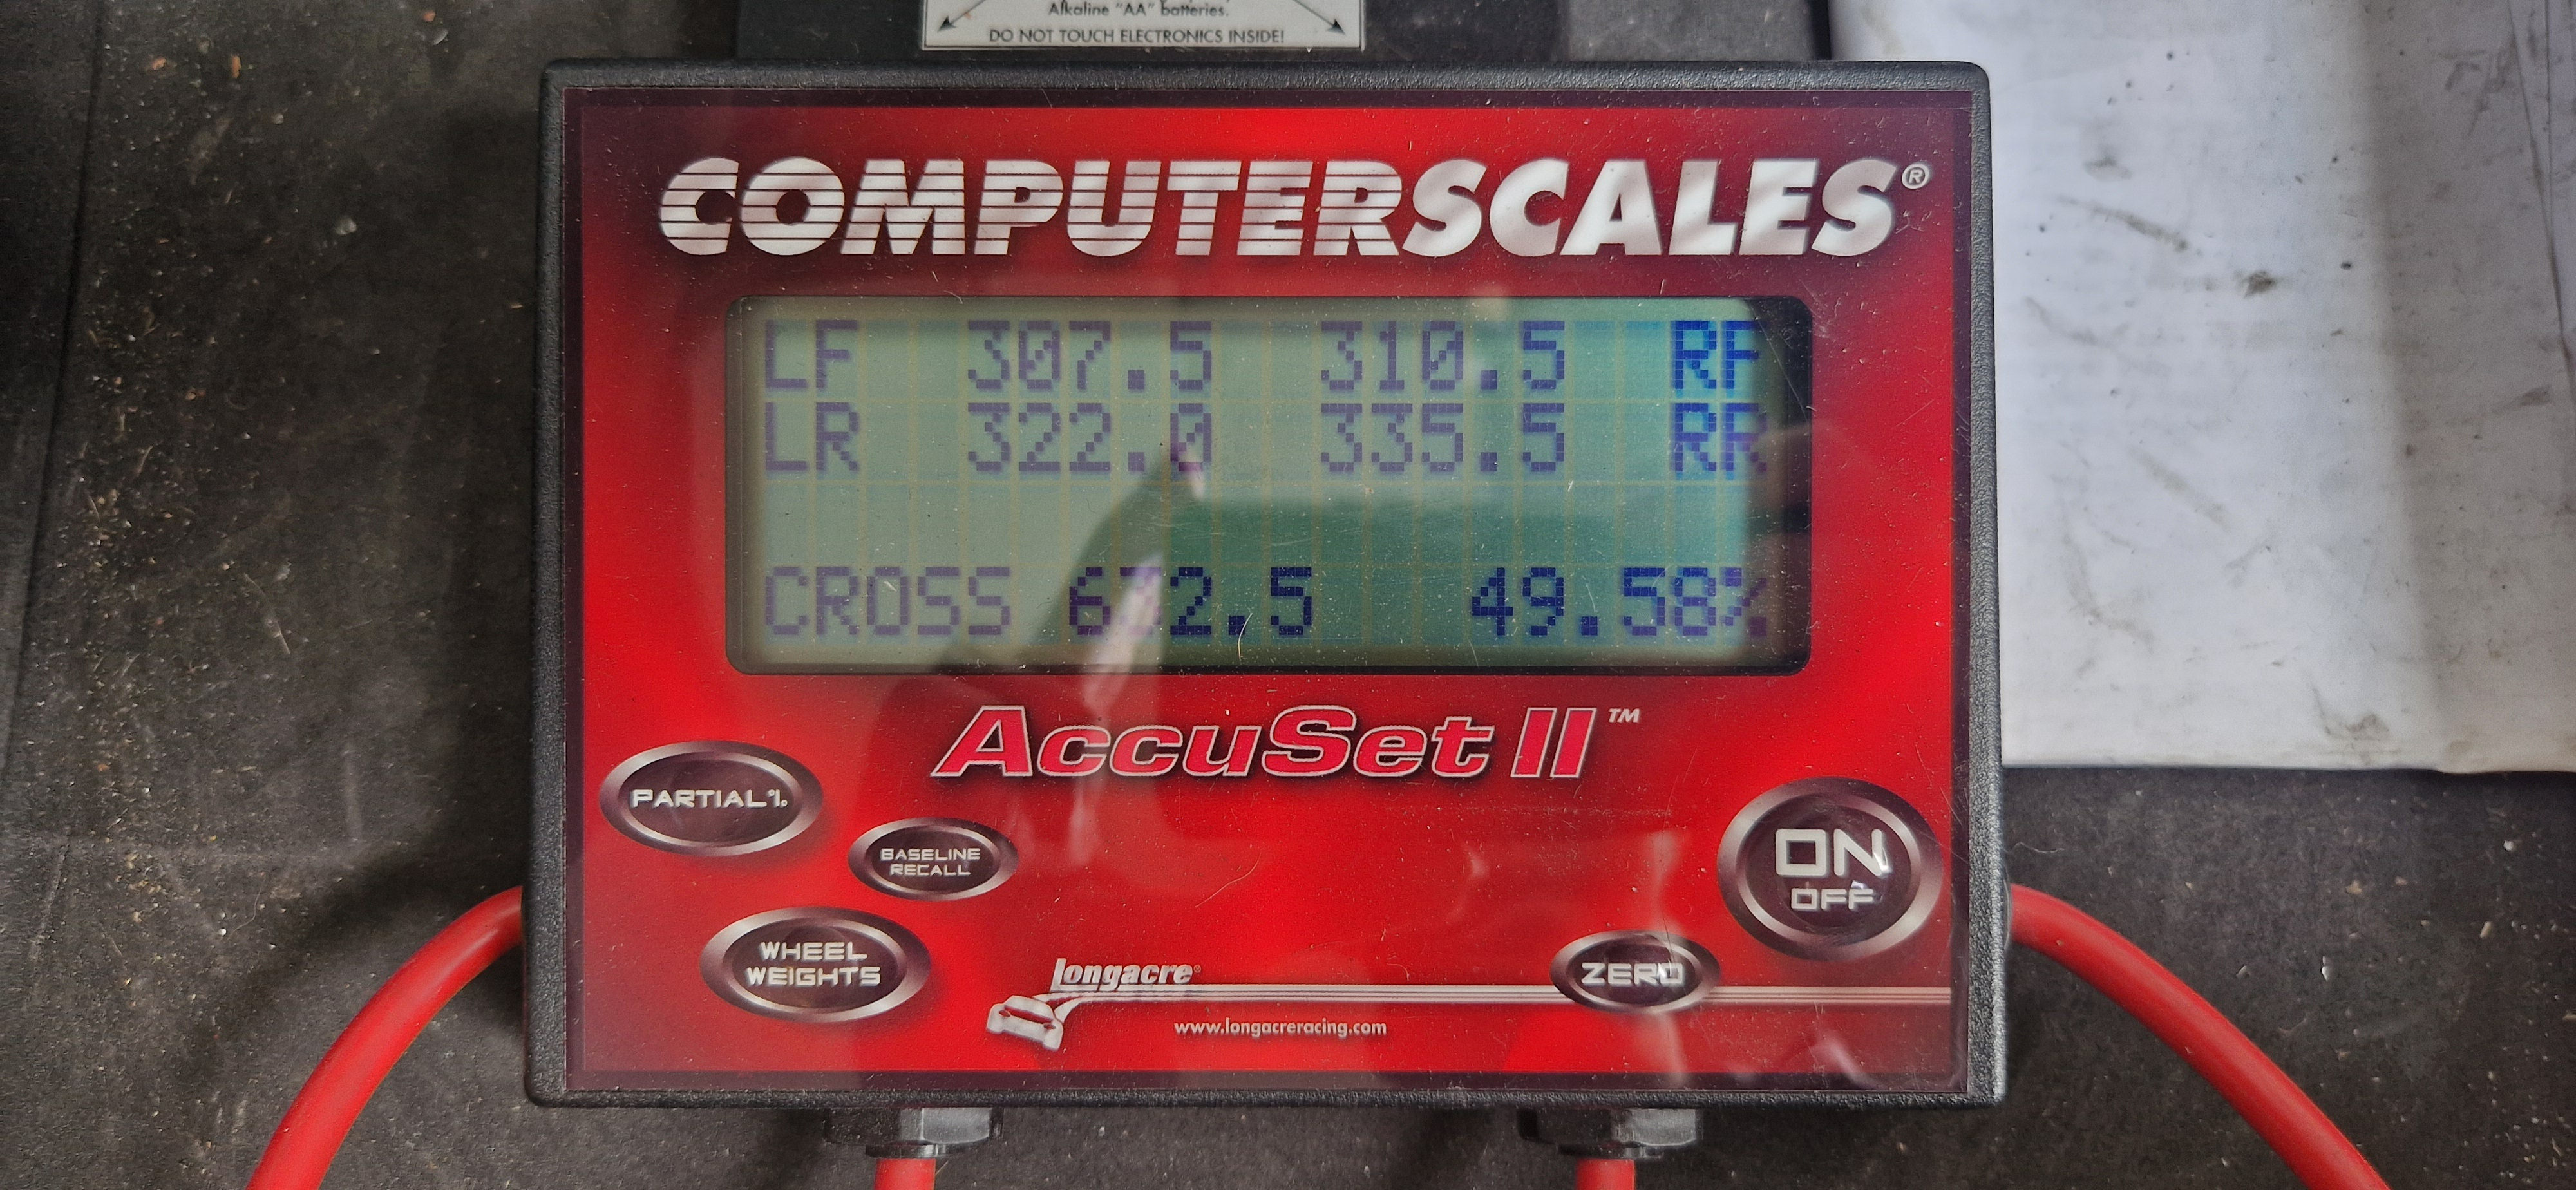 Alkaline "AA" batteries.
DO NOT TOUCH ELECTRONICS INSIDE!
COMPUTERSCALES®
LF 307.5 310.5 RF
LR 322.0 335.5 RR
CROSS 632.5 49.58%
AccuSet II™
PARTIAL%
BASELINE
RECALL
ON
OFF
WHEEL
WEIGHTS
Longacre®
ZERO
www.longacreracing.com